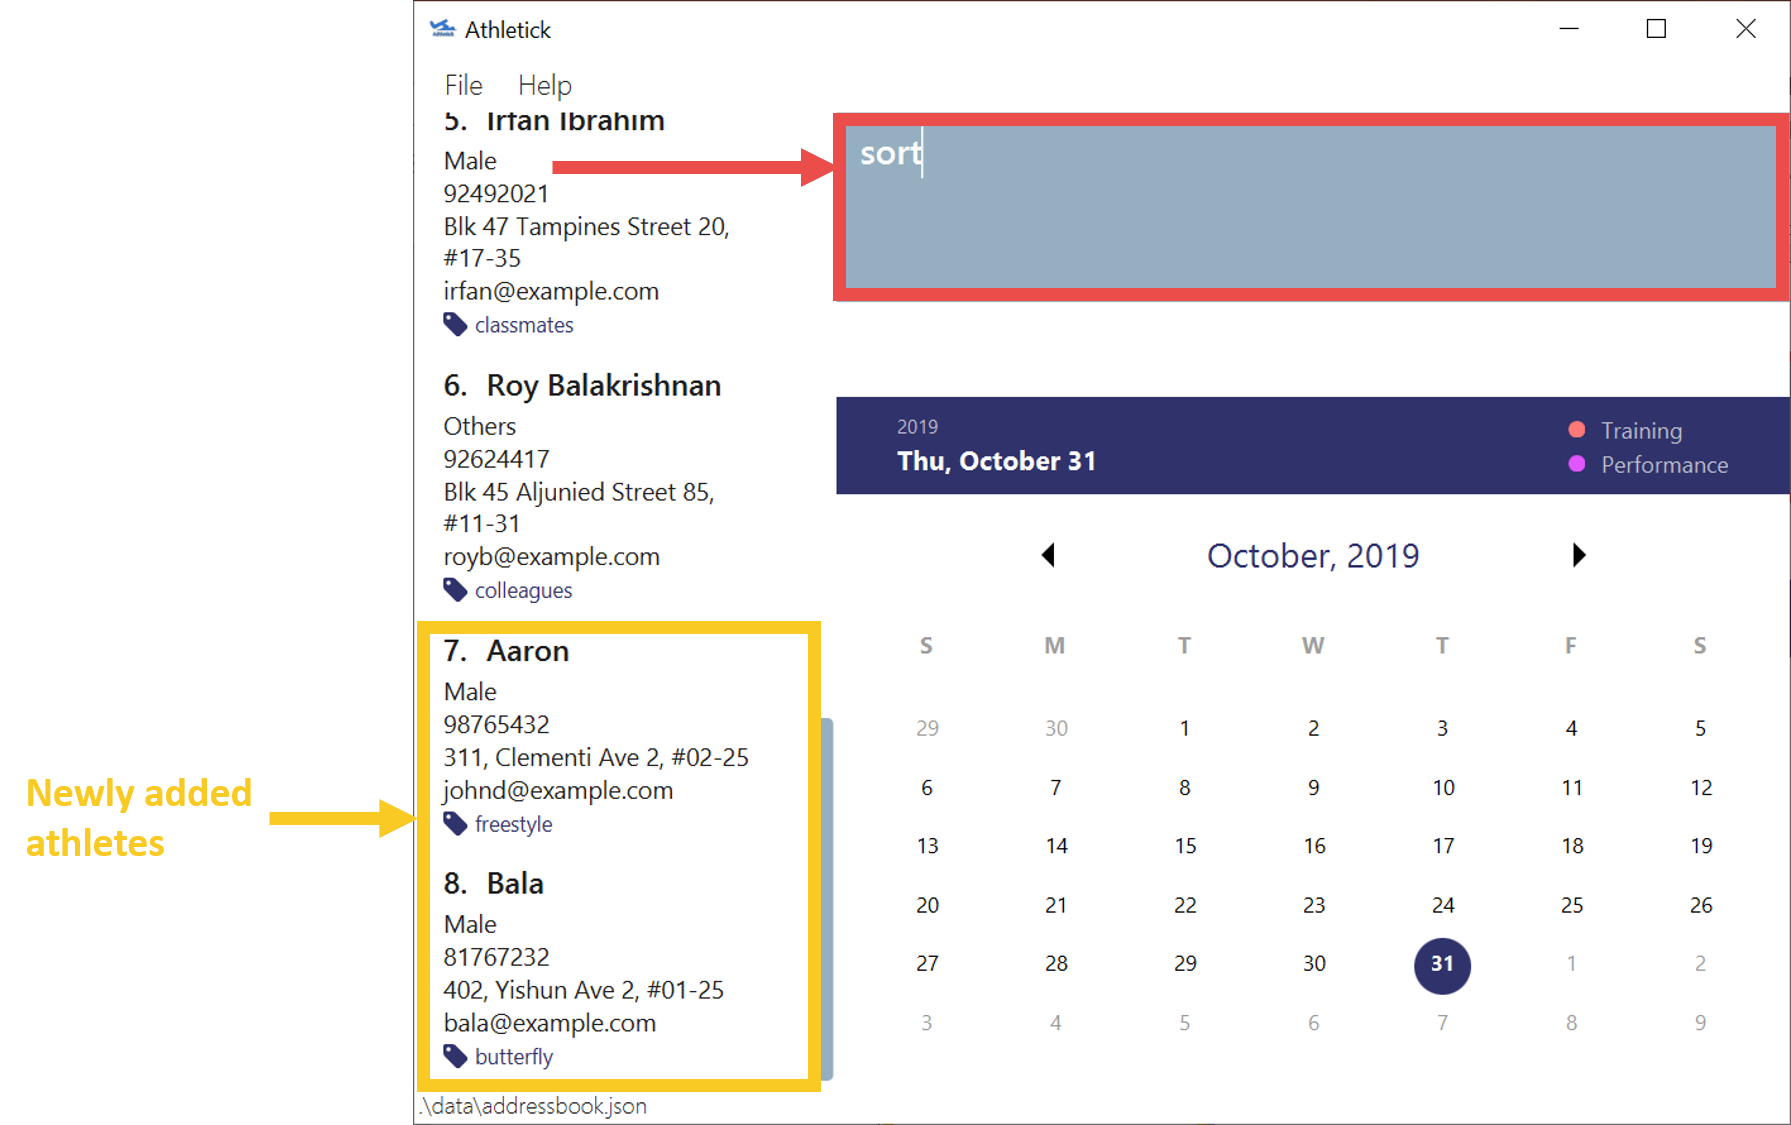 Athletick
File Help
5. Irfan Ibrahim
Male
92492021
Blk 47 Tampines Street 20,
#17-35
irfan@example.com
classmates
6. Roy Balakrishnan
Others
92624417
Blk 45 Aljunied Street 85,
#11-31
royb@example.com
colleagues
7. Aaron
Male
98765432
311, Clementi Ave 2, #02-25
johnd@example.com
freestyle
8. Bala
Male
81767232
402, Yishun Ave 2, #01-25
bala@example.com
butterfly
.\data\addressbook.json
Newly added
athletes
sort
2019
Thu, October 31
Training
Performance
October, 2019
S M T W T F S
29 30 1 2 3 4 5
6 7 8 9 10 11 12
13 14 15 16 17 18 19
20 21 22 23 24 25 26
27 28 29 30 31 1 2
3 4 5 6 7 8 9